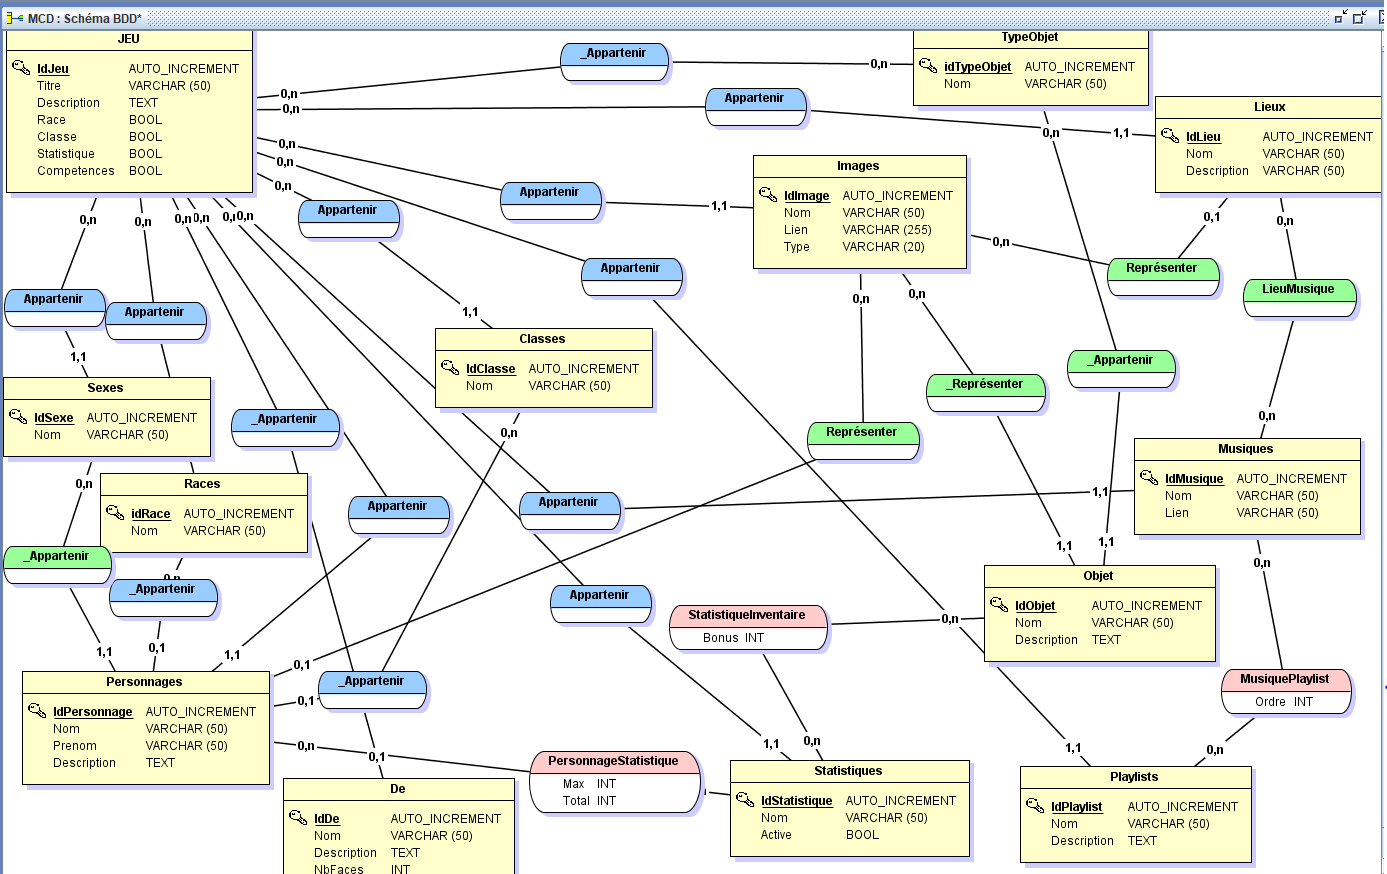 MCD : Schéma BDD*
JEU
IdJeu AUTO_INCREMENT
Titre VARCHAR (50)
Description TEXT
Race BOOL
Classe BOOL
Statistique BOOL
Competences BOOL
_Appartenir
0,n
0,n
TypeObjet
idTypeObjet AUTO_INCREMENT
Nom VARCHAR (50)
Appartenir
0,n
1,1
Lieux
IdLieu AUTO_INCREMENT
Nom VARCHAR (50)
Description VARCHAR (50)
0,n
Appartenir
1,1
Images
IdImage AUTO_INCREMENT
Nom VARCHAR (50)
Lien VARCHAR (255)
Type VARCHAR (20)
0,n
0,n
Appartenir
Appartenir
0,n
0,1
0,n
0,n
Représenter
LieuMusique
0,n
0,n
0,n
0,n
0,n
0,n
0,n
0,n
0,n
Appartenir
Appartenir
1,1
1,1
Classes
IdClasse AUTO_INCREMENT
Nom VARCHAR (50)
_Appartenir
_Représenter
Sexes
IdSexe AUTO_INCREMENT
Nom VARCHAR (50)
_Appartenir
0,n
Représenter
0,n
Musiques
IdMusique AUTO_INCREMENT
Nom VARCHAR (50)
Lien VARCHAR (50)
0,n
Races
idRace AUTO_INCREMENT
Nom VARCHAR (50)
Appartenir
Appartenir
1,1
_Appartenir
0,n
_Appartenir
1,1
1,1
0,n
Objet
IdObjet AUTO_INCREMENT
Nom VARCHAR (50)
Description TEXT
Appartenir
StatistiqueInventaire
Bonus INT
0,n
1,1
0,1
1,1
0,1
Personnages
IdPersonnage AUTO_INCREMENT
Nom VARCHAR (50)
Prenom VARCHAR (50)
Description TEXT
_Appartenir
0,1
0,n
0,1
MusiquePlaylist
Ordre INT
PersonnageStatistique
Max INT
Total INT
1,1
0,n
1,1
0,n
Statistiques
IdStatistique AUTO_INCREMENT
Nom VARCHAR (50)
Active BOOL
Playlists
IdPlaylist AUTO_INCREMENT
Nom VARCHAR (50)
Description TEXT
De
IdDe AUTO_INCREMENT
Nom VARCHAR (50)
Description TEXT
NbFaces INT